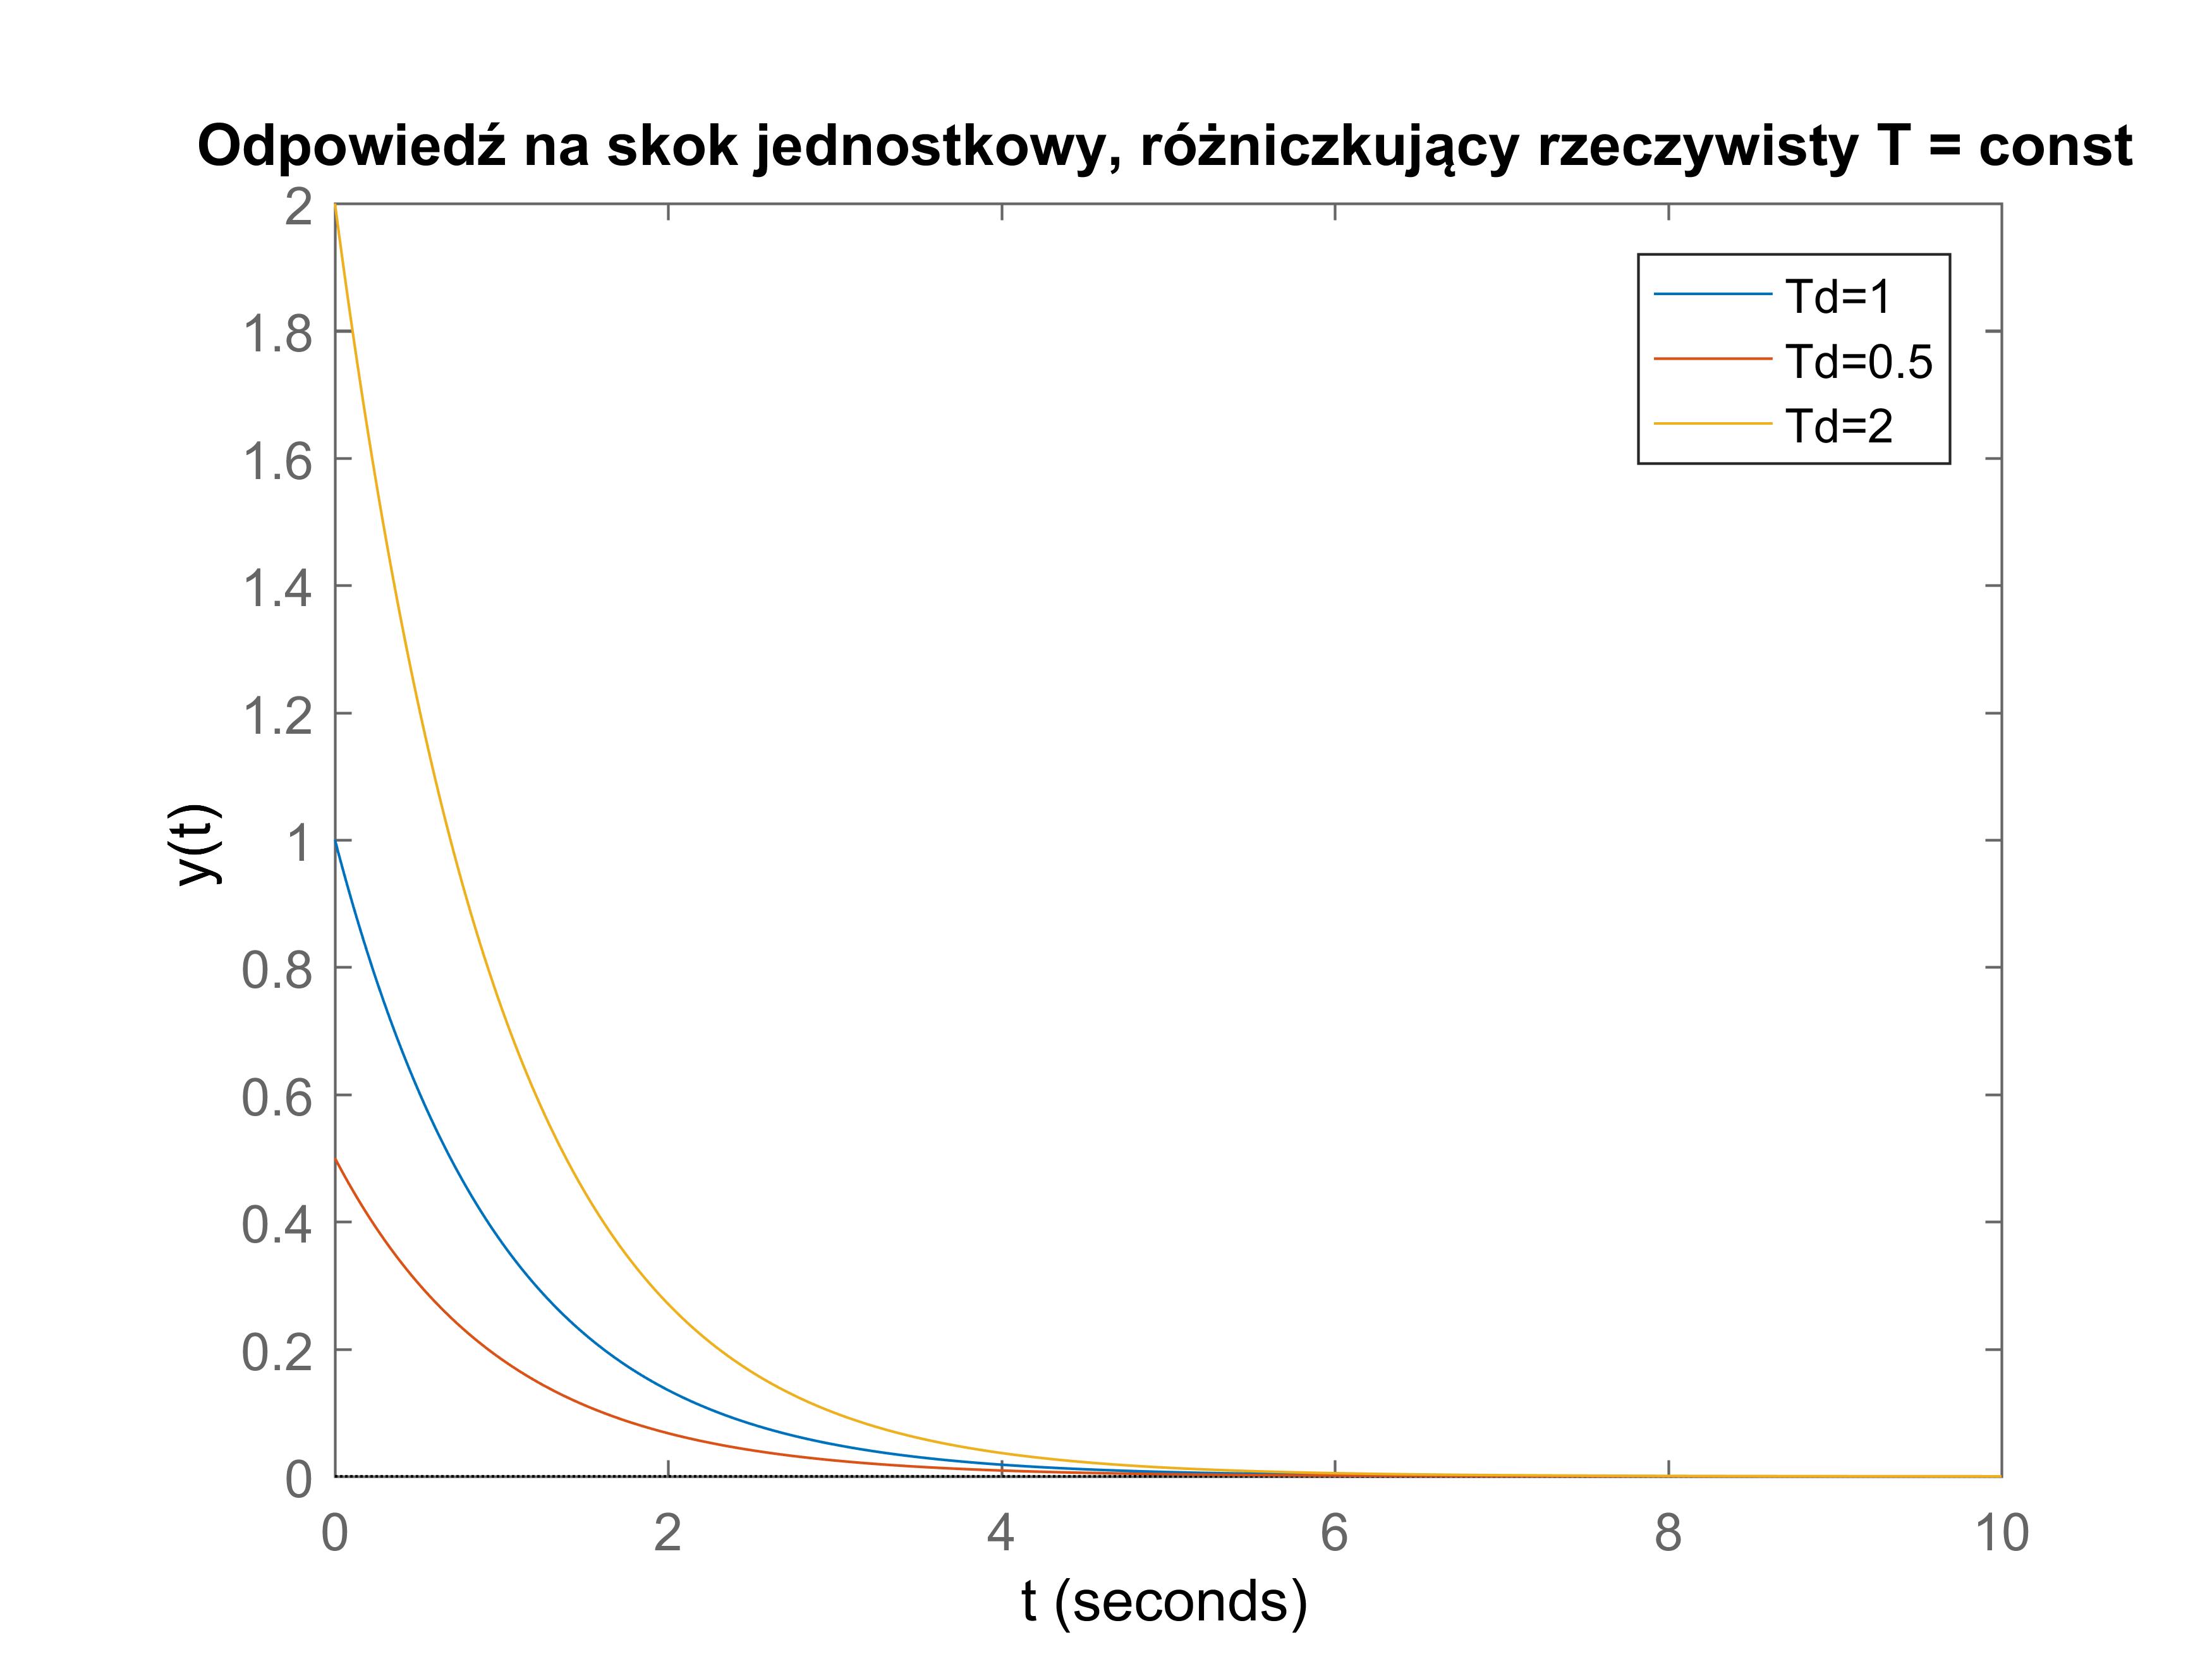 Odpowiedź na skok jednostkowy, różniczkujący rzeczywisty T = const
2
1.8
1.6
1.4
1.2
1
0.8
0.6
0.4
0.2
0
y(t)
Td=1
Td=0.5
Td=2
0 2 4 6 8 10
t (seconds)